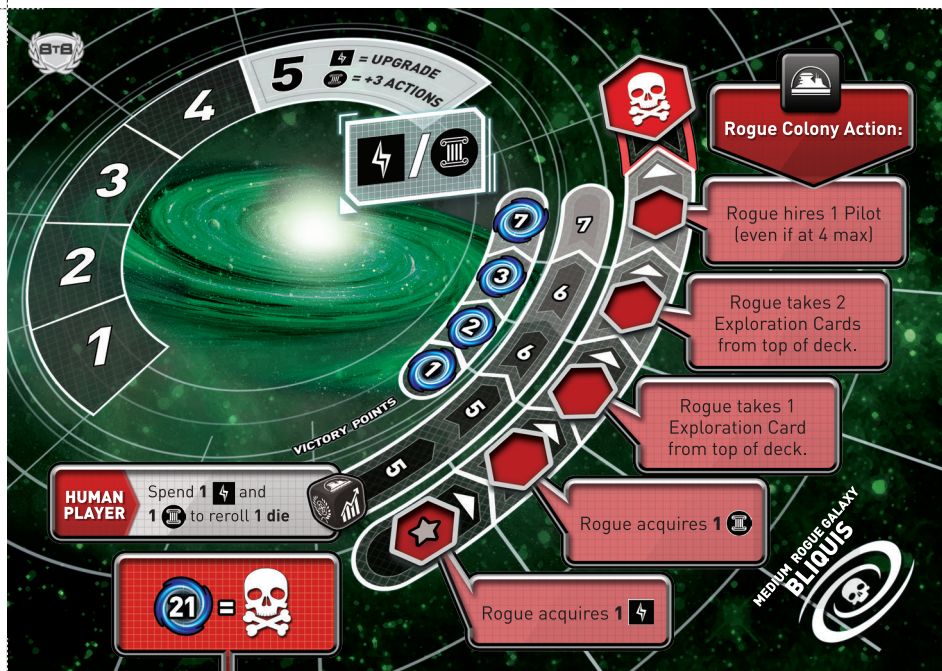 BTB
5
= UPGRADE
= +3 ACTIONS
4
3
2
1
/
Rogue Colony Action:
Rogue hires 1 Pilot
(even if at 4 max)
Rogue takes 2
Exploration Cards
from top of deck.
Rogue takes 1
Exploration Card
from top of deck.
Rogue acquires 1
Rogue acquires 1
7
3
2
1
VICTORY POINTS
7
6
6
5
5
HUMAN
PLAYER
Spend 1 and
1 to reroll 1 die
21 =
MEDIUM ROGUE GALAXY
BLIQUIS